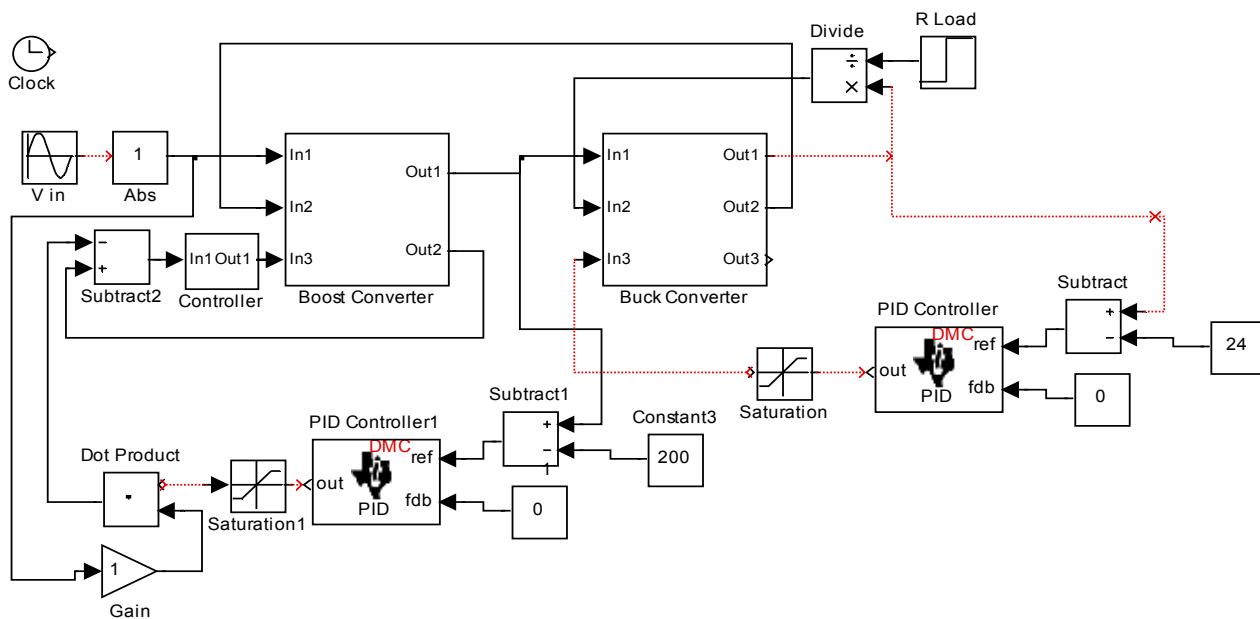 R Load
Divide
÷
×
Clock
1
In1
Out1
In1
Out1
V in
Abs
In2
In2
Out2
−
+
In1 Out1
In3
Out2
In3
Out3
Subtract2
Controller
Boost Converter
Buck Converter
Subtract
PID Controller
+
−
DMC
ref
24
out
PID
fdb
0
Saturation
Subtract1
PID Controller1
Constant3
+
−
DMC
ref
200
Dot Product
1
out
PID
fdb
0
Saturation1
1
Gain